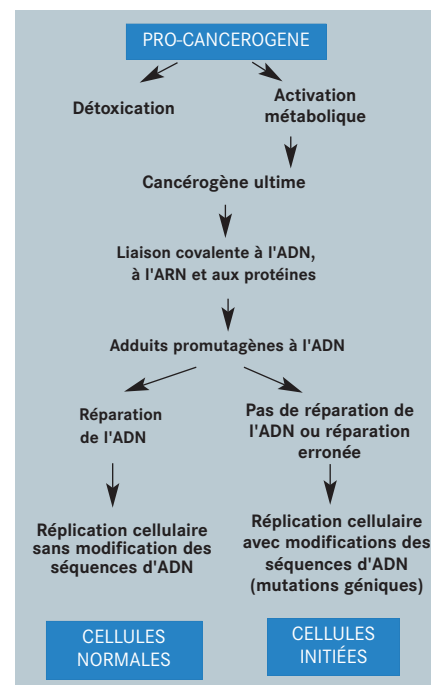 PRO-CANCEROGENE
Détoxication
Activation
métabolique
Cancérogène ultime
Liaison covalente à l'ADN,
à l'ARN et aux protéines
Adduits promutagènes à l'ADN
Réparation
de l'ADN
Pas de réparation de
l'ADN ou réparation
erronée
Réplication cellulaire
sans modification des
séquences d'ADN
Réplication cellulaire
avec modifications des
séquences d'ADN
(mutations géniques)
CELLULES
NORMALES
CELLULES
INITIÉES